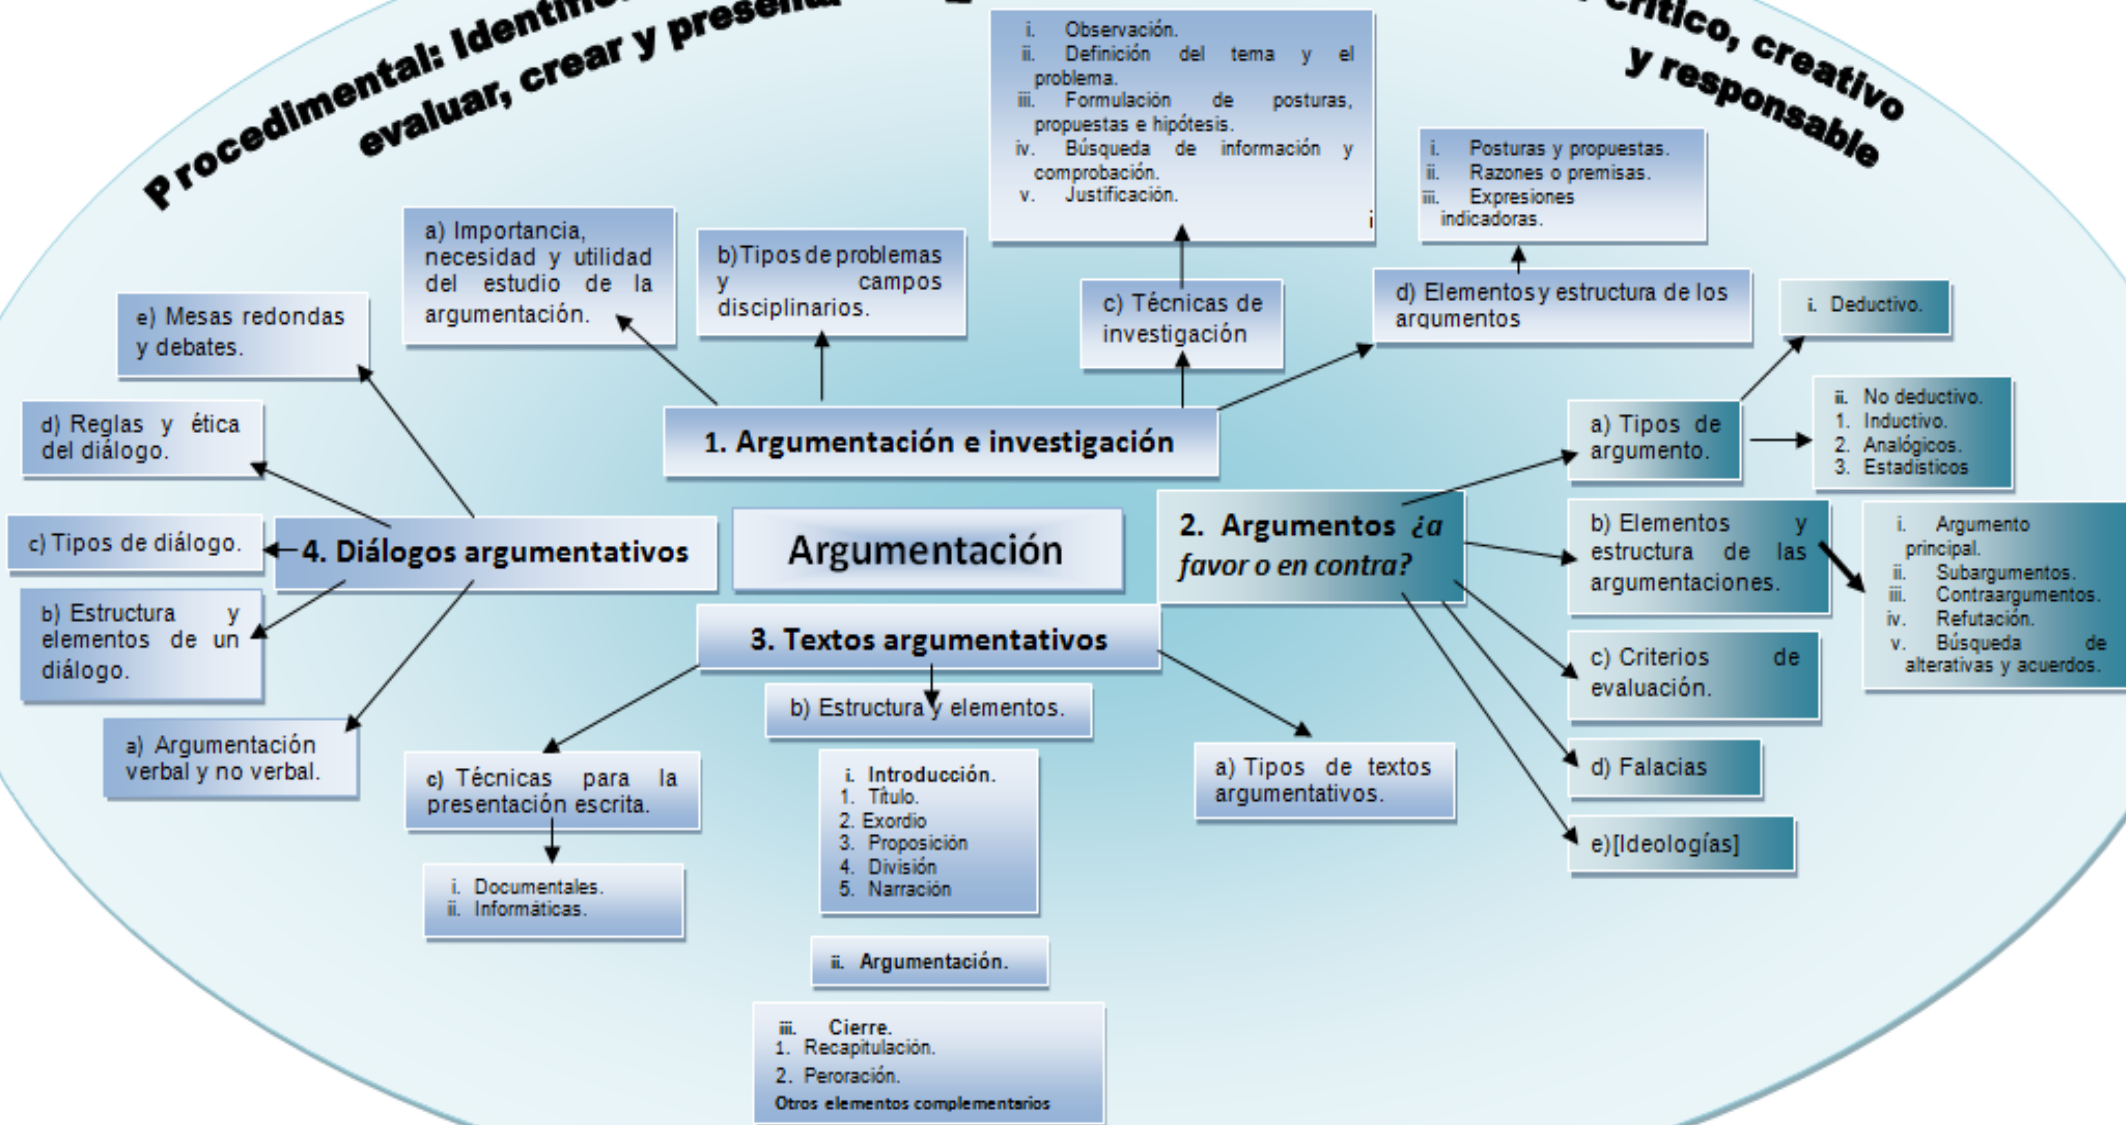 Procedimental:
evaluar, crear y
crítico, creativo
y responsable
i. Observación.
ii. Definición del tema y el
problema.
iii. Formulación de posturas,
propuestas e hipótesis.
iv. Búsqueda de información y
comprobación.
v. Justificación.
i
i. Posturas y propuestas.
ii. Razones o premisas.
iii. Expresiones
indicadoras.
a) Importancia,
necesidad y utilidad
del estudio de la
argumentación.
b) Tipos de problemas
y campos
disciplinarios.
c) Técnicas de
investigación
d) Elementos y estructura de los
argumentos
1. Argumentación e investigación
Argumentación
2. Argumentos ¿a
favor o en contra?
a) Tipos de
argumento.
i. Deductivo.
ii. No deductivo.
1. Inductivo.
2. Analógicos.
3. Estadísticos
b) Elementos y
estructura de las
argumentaciones.
i. Argumento
principal.
ii. Subargumentos.
iii. Contraargumentos.
iv. Refutación.
v. Búsqueda de
alterativas y acuerdos.
c) Criterios de
evaluación.
d) Falacias
e)[Ideologías]
3. Textos argumentativos
a) Tipos de textos
argumentativos.
b) Estructura y elementos.
i. Introducción.
1. Título.
2. Exordio
3. Proposición
4. División
5. Narración
ii. Argumentación.
iii. Cierre.
1. Recapitulación.
2. Peroración.
Otros elementos complementarios
c) Técnicas para la
presentación escrita.
i. Documentales.
ii. Informáticas.
4. Diálogos argumentativos
e) Mesas redondas
y debates.
d) Reglas y ética
del diálogo.
c) Tipos de diálogo.
b) Estructura y
elementos de un
diálogo.
a) Argumentación
verbal y no verbal.